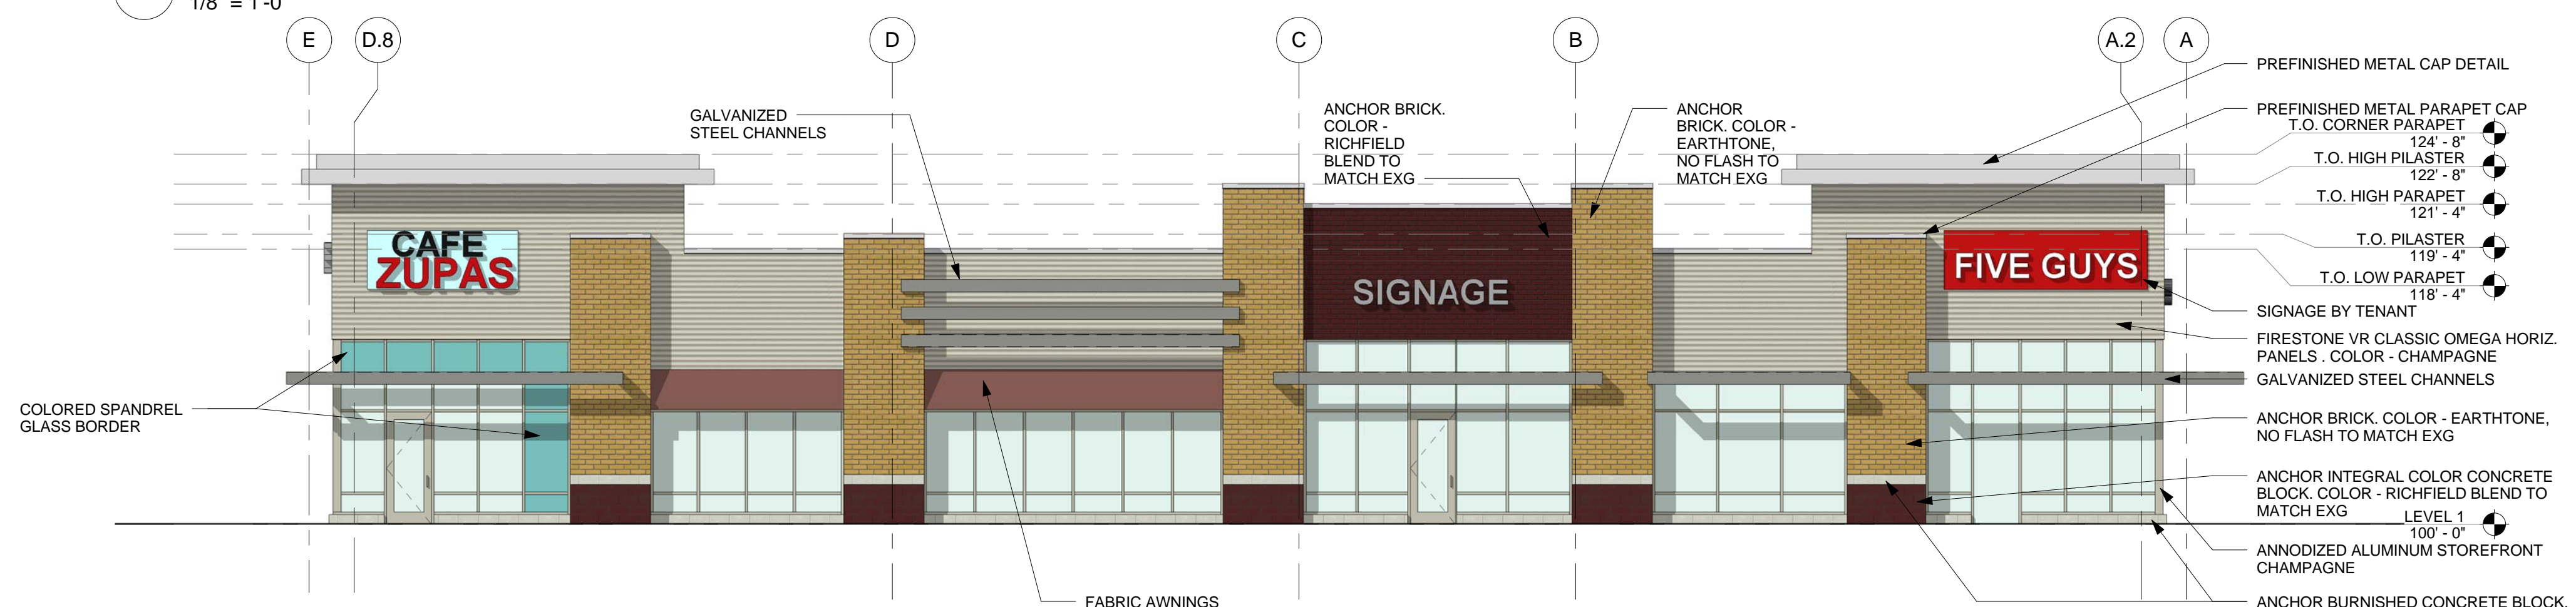 1/8" = 1'-0"
E
D.8
D
C
B
A.2
A
GALVANIZED
STEEL CHANNELS
ANCHOR BRICK.
COLOR -
RICHFIELD
BLEND TO
MATCH EXG
ANCHOR
BRICK. COLOR -
EARTHTONE,
NO FLASH TO
MATCH EXG
PREFINISHED METAL CAP DETAIL
PREFINISHED METAL PARAPET CAP
T.O. CORNER PARAPET
124' - 8"
T.O. HIGH PILASTER
122' - 8"
T.O. HIGH PARAPET
121' - 4"
T.O. PILASTER
119' - 4"
T.O. LOW PARAPET
118' - 4"
SIGNAGE BY TENANT
FIRESTONE VR CLASSIC OMEGA HORIZ.
PANELS . COLOR - CHAMPAGNE
GALVANIZED STEEL CHANNELS
ANCHOR BRICK. COLOR - EARTHTONE,
NO FLASH TO MATCH EXG
ANCHOR INTEGRAL COLOR CONCRETE
BLOCK. COLOR - RICHFIELD BLEND TO
MATCH EXG
LEVEL 1
100' - 0"
ANNODIZED ALUMINUM STOREFRONT
CHAMPAGNE
ANCHOR BURNISHED CONCRETE BLOCK.
CAFE
ZUPAS
SIGNAGE
FIVE GUYS
COLORED SPANDREL
GLASS BORDER
FABRIC AWNINGS